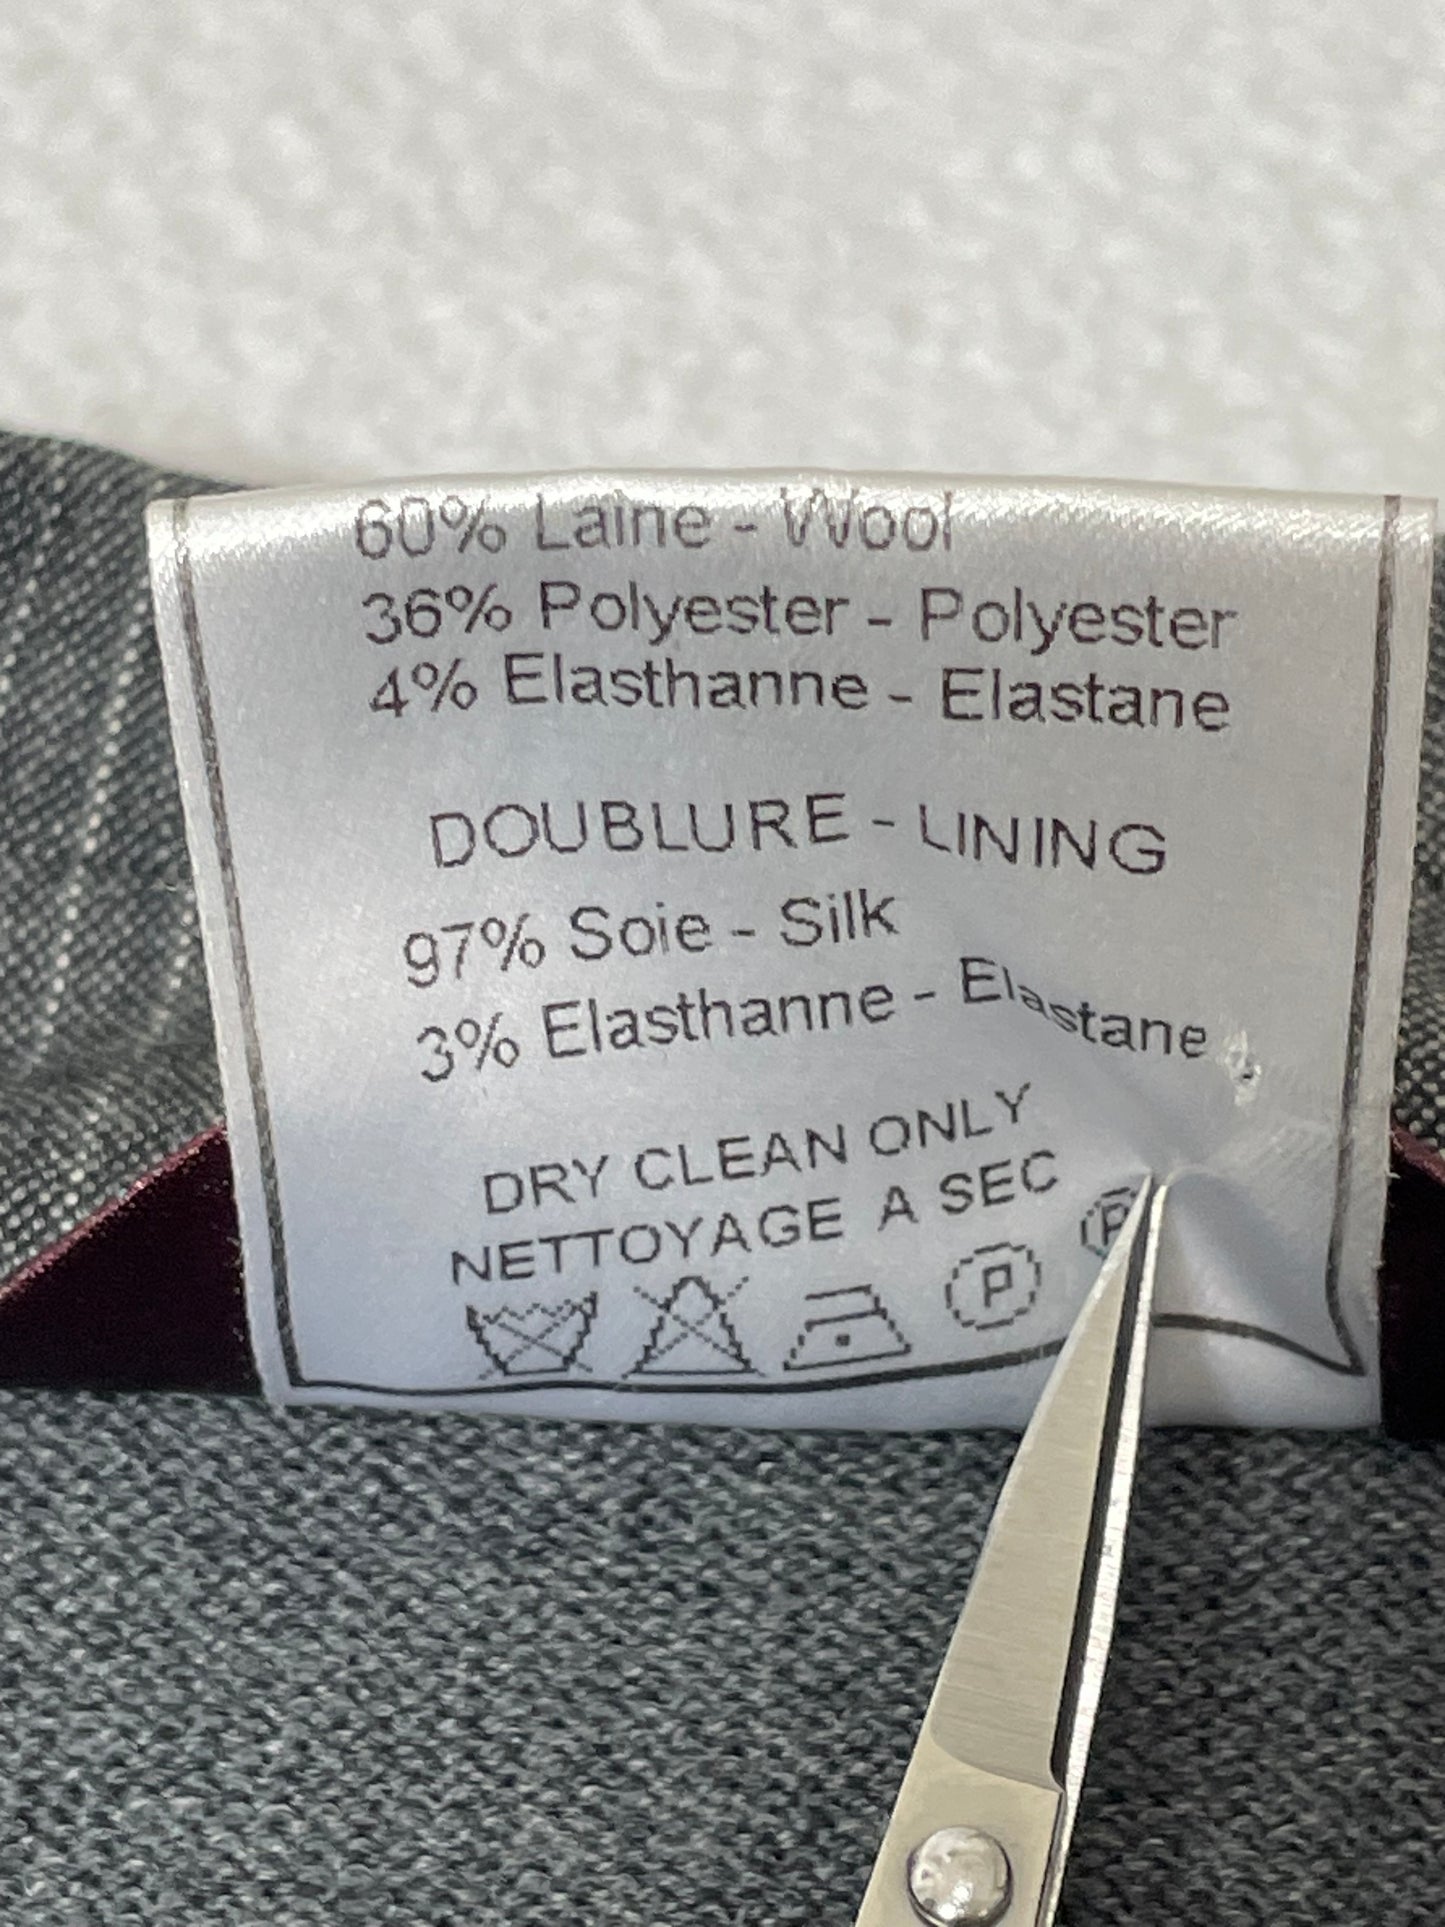 60% Laine - Wool
36% Polyester - Polyester
4% Elasthanne - Elastane
DOUBLURE - LINING
97% Soie - Silk
3% Elasthanne - Elastane
DRY CLEAN ONLY
NETTOYAGE A SEC
P P